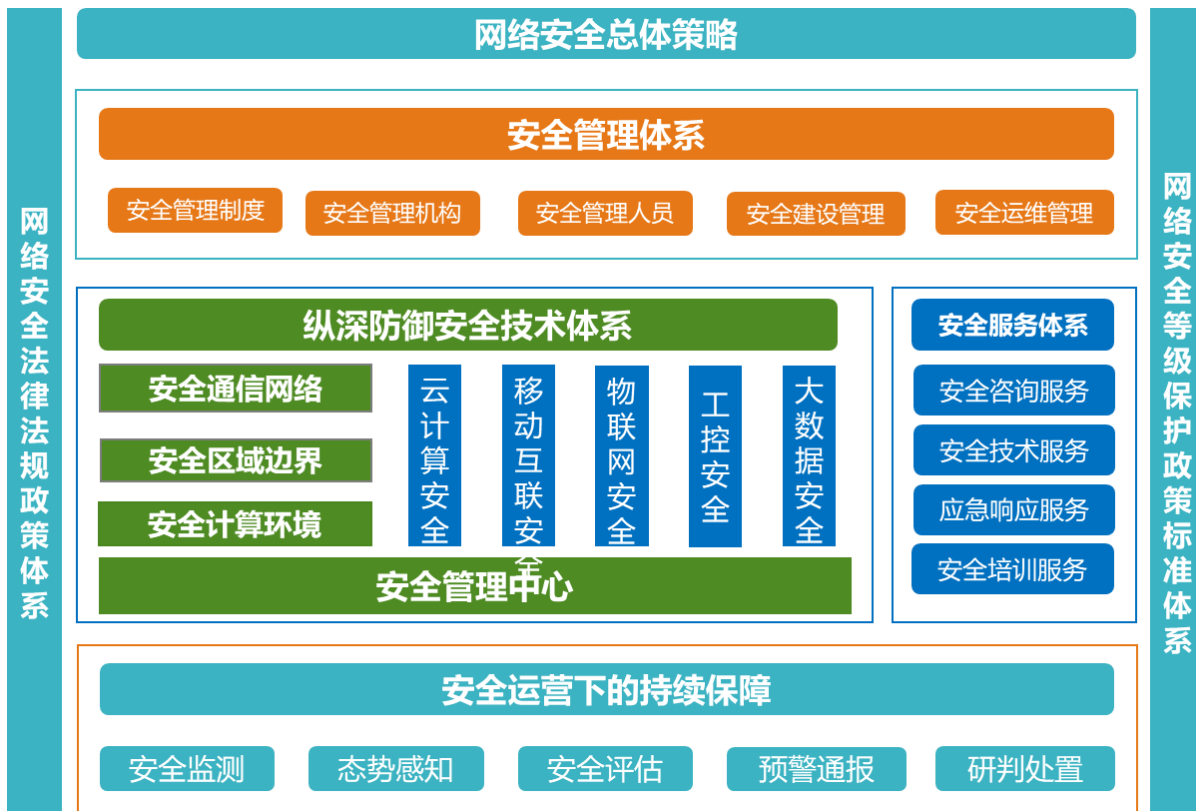 网络安全总体策略
网络安全法律法规政策体系
网络安全等级保护政策标准体系
安全管理体系
安全管理制度
安全管理机构
安全管理人员
安全建设管理
安全运维管理
纵深防御安全技术体系
安全通信网络
安全区域边界
安全计算环境
云计算安全
移动互联安全
物联网安全
工控安全
大数据安全
安全管理中心
安全服务体系
安全咨询服务
安全技术服务
应急响应服务
安全培训服务
安全运营下的持续保障
安全监测
态势感知
安全评估
预警通报
研判处置